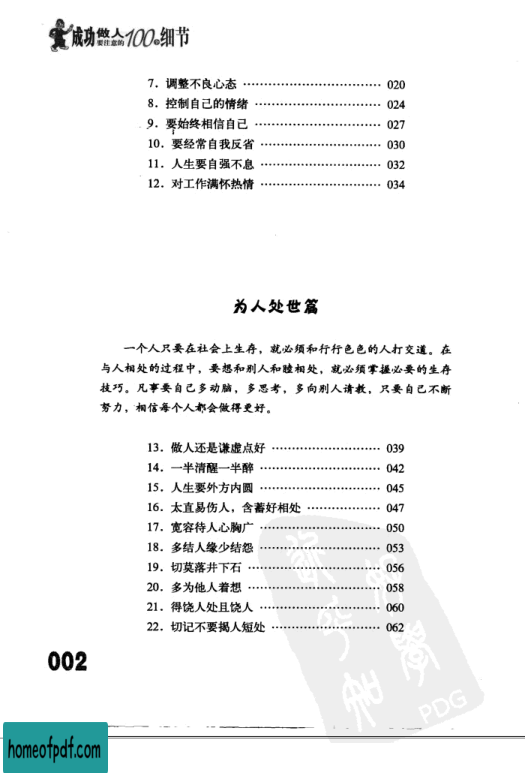 成功做人要注意的100个细节
7. 调整不良心态 ································ 020
8. 控制自己的情绪 ····························· 024
9. 要始终相信自己 ····························· 027
10. 要经常自我反省 ···························· 030
11. 人生要自强不息 ···························· 032
12. 对工作满怀热情 ···························· 034
为人处世篇
一个人只要在社会上生存，就必须和行行色色的人打交道。在
与人相处的过程中，要想和别人和睦相处，就必须掌握必要的生存
技巧。凡事要自己多动脑，多思考，多向别人请教，只要自己不断
努力，相信每个人都会做得更好。
13. 做人还是谦虚点好 ························· 039
14. 一半清醒一半醉 ···························· 042
15. 人生要外方内圆 ···························· 045
16. 太直易伤人，含蓄好相处 ················· 047
17. 宽容待人心胸广 ···························· 050
18. 多结人缘少结怨 ···························· 053
19. 切莫落井下石 ······························· 056
20. 多为他人着想 ······························· 058
21. 得饶人处且饶人 ···························· 060
22. 切记不要揭人短处 ························· 062
002
PDG
homeofpdf.com